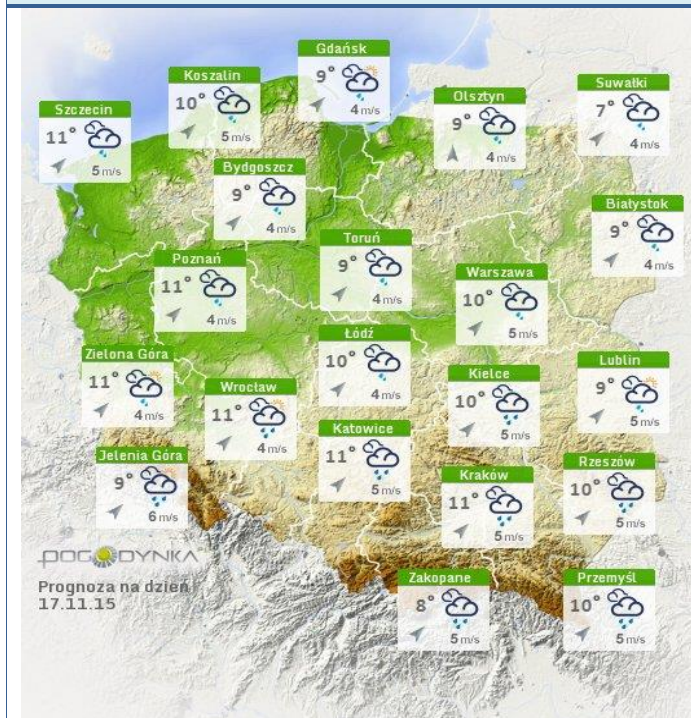 Gdańsk
9°
4 m/s
Koszalin
10°
5 m/s
Szczecin
11°
5 m/s
Olsztyn
9°
4 m/s
Suwałki
7°
4 m/s
Bydgoszcz
9°
4 m/s
Białystok
9°
4 m/s
Toruń
9°
4 m/s
Poznań
11°
4 m/s
Warszawa
10°
5 m/s
Łódź
10°
4 m/s
Zielona Góra
11°
4 m/s
Wrocław
11°
4 m/s
Kielce
10°
5 m/s
Lublin
9°
5 m/s
Katowice
11°
5 m/s
Jelenia Góra
9°
6 m/s
Kraków
11°
5 m/s
Rzeszów
10°
5 m/s
POGODYNKA
Prognoza na dzień
17.11.15
Zakopane
8°
5 m/s
Przemyśl
10°
5 m/s